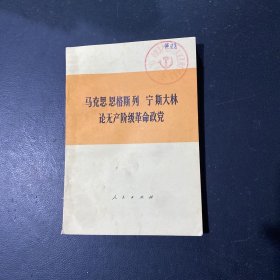 马克思恩格斯列 宁斯大林
论无产阶级革命政党
人民出版社